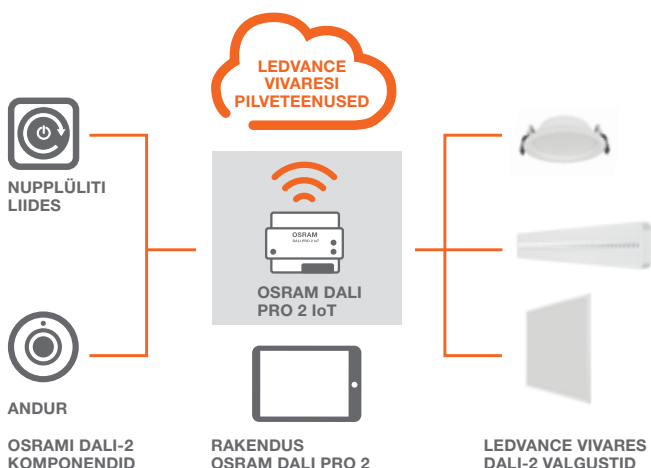 LEDVANCE
VIVARESI
PILVETEENUSED
NUPPLÜLITI
LIIDES
OSRAM
DALI PRO 2 IoT
OSRAM DALI
PRO 2 IoT
ANDUR
OSRAMI DALI-2
KOMPONENDID
RAKENDUS
OSRAM DALI PRO 2
LEDVANCE VIVARES
DALI-2 VALGUSTID